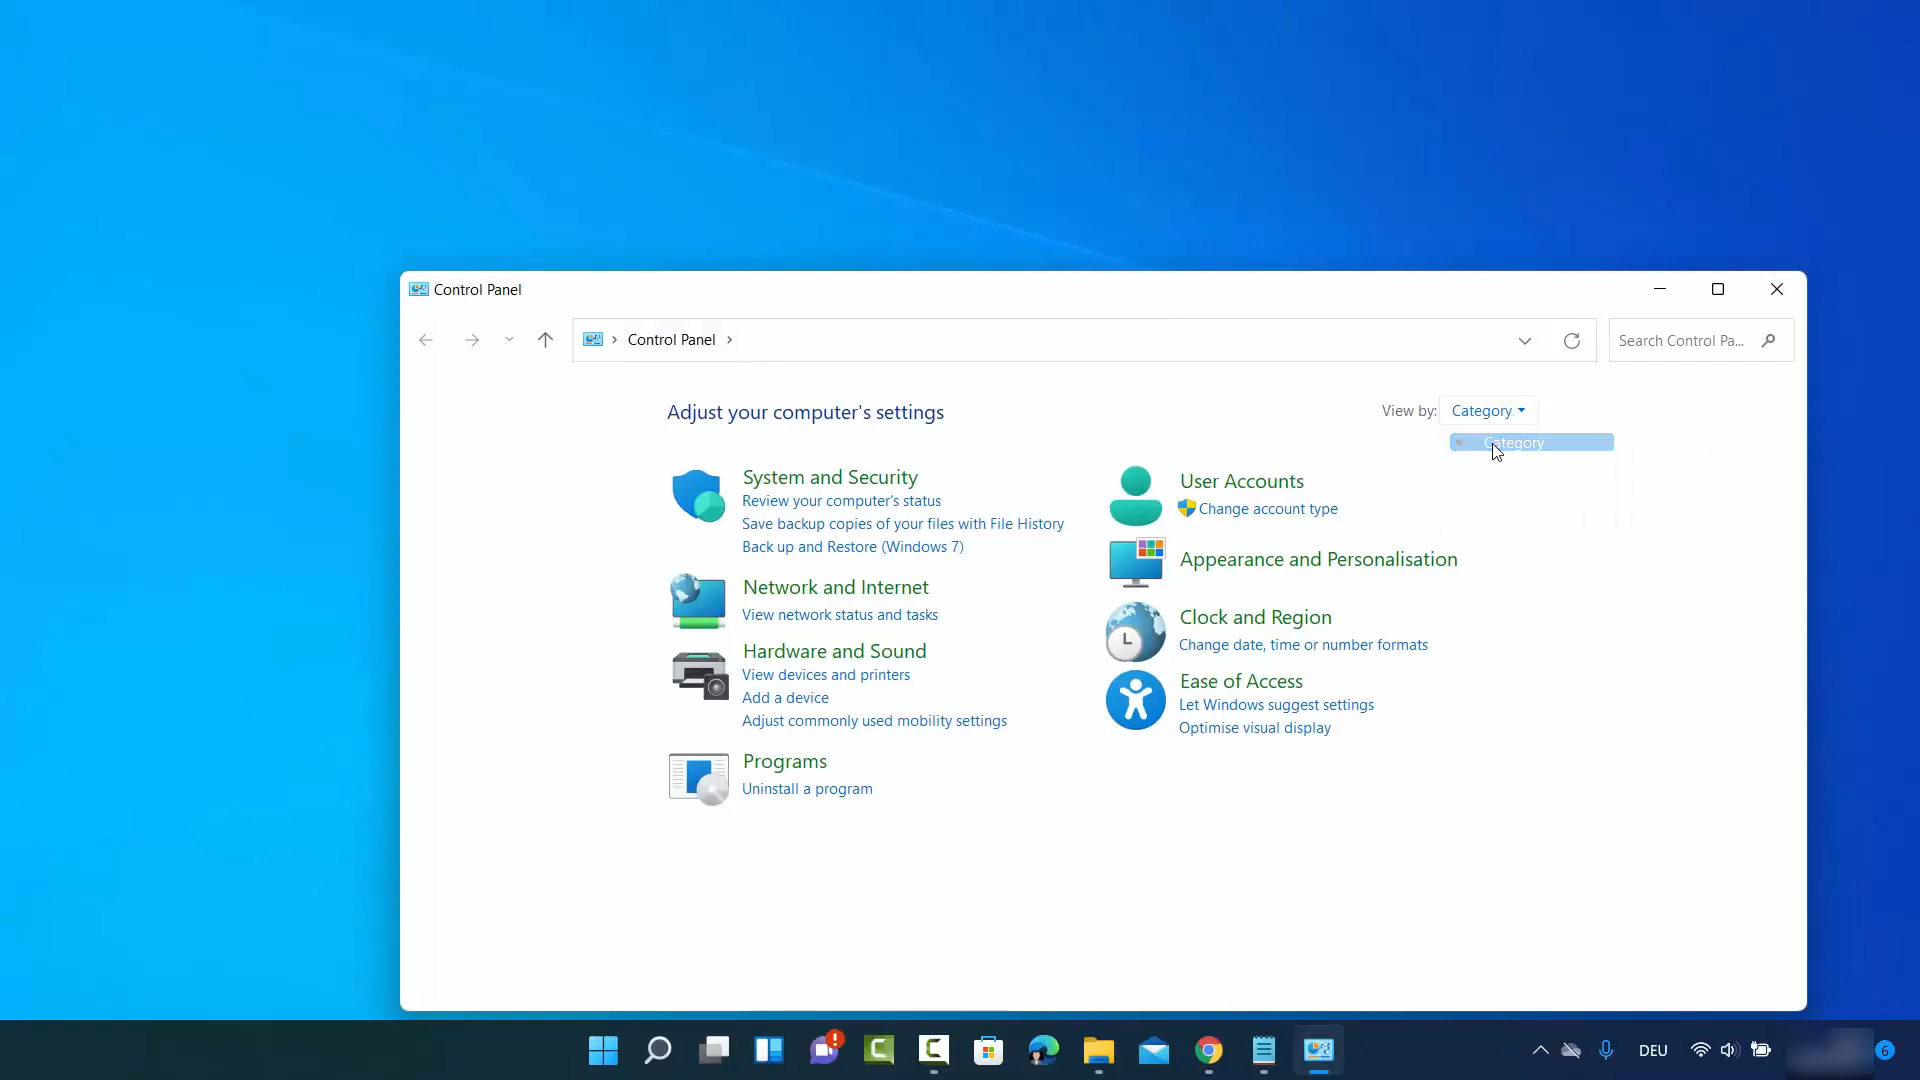 Control Panel
Control Panel
Search Control Pa...
Adjust your computer's settings
View by: Category
Category
System and Security
Review your computer's status
Save backup copies of your files with File History
Back up and Restore (Windows 7)
Network and Internet
View network status and tasks
Hardware and Sound
View devices and printers
Add a device
Adjust commonly used mobility settings
Programs
Uninstall a program
User Accounts
Change account type
Appearance and Personalisation
Clock and Region
Change date, time or number formats
Ease of Access
Let Windows suggest settings
Optimise visual display
DEU
6